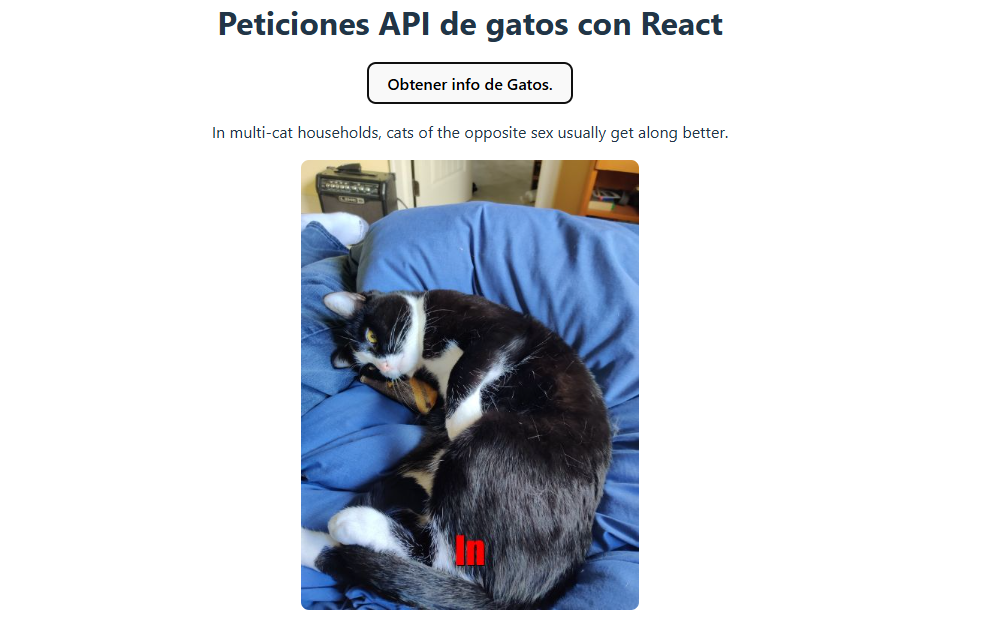 Peticiones API de gatos con React
Obtener info de Gatos.
In multi-cat households, cats of the opposite sex usually get along better.
In